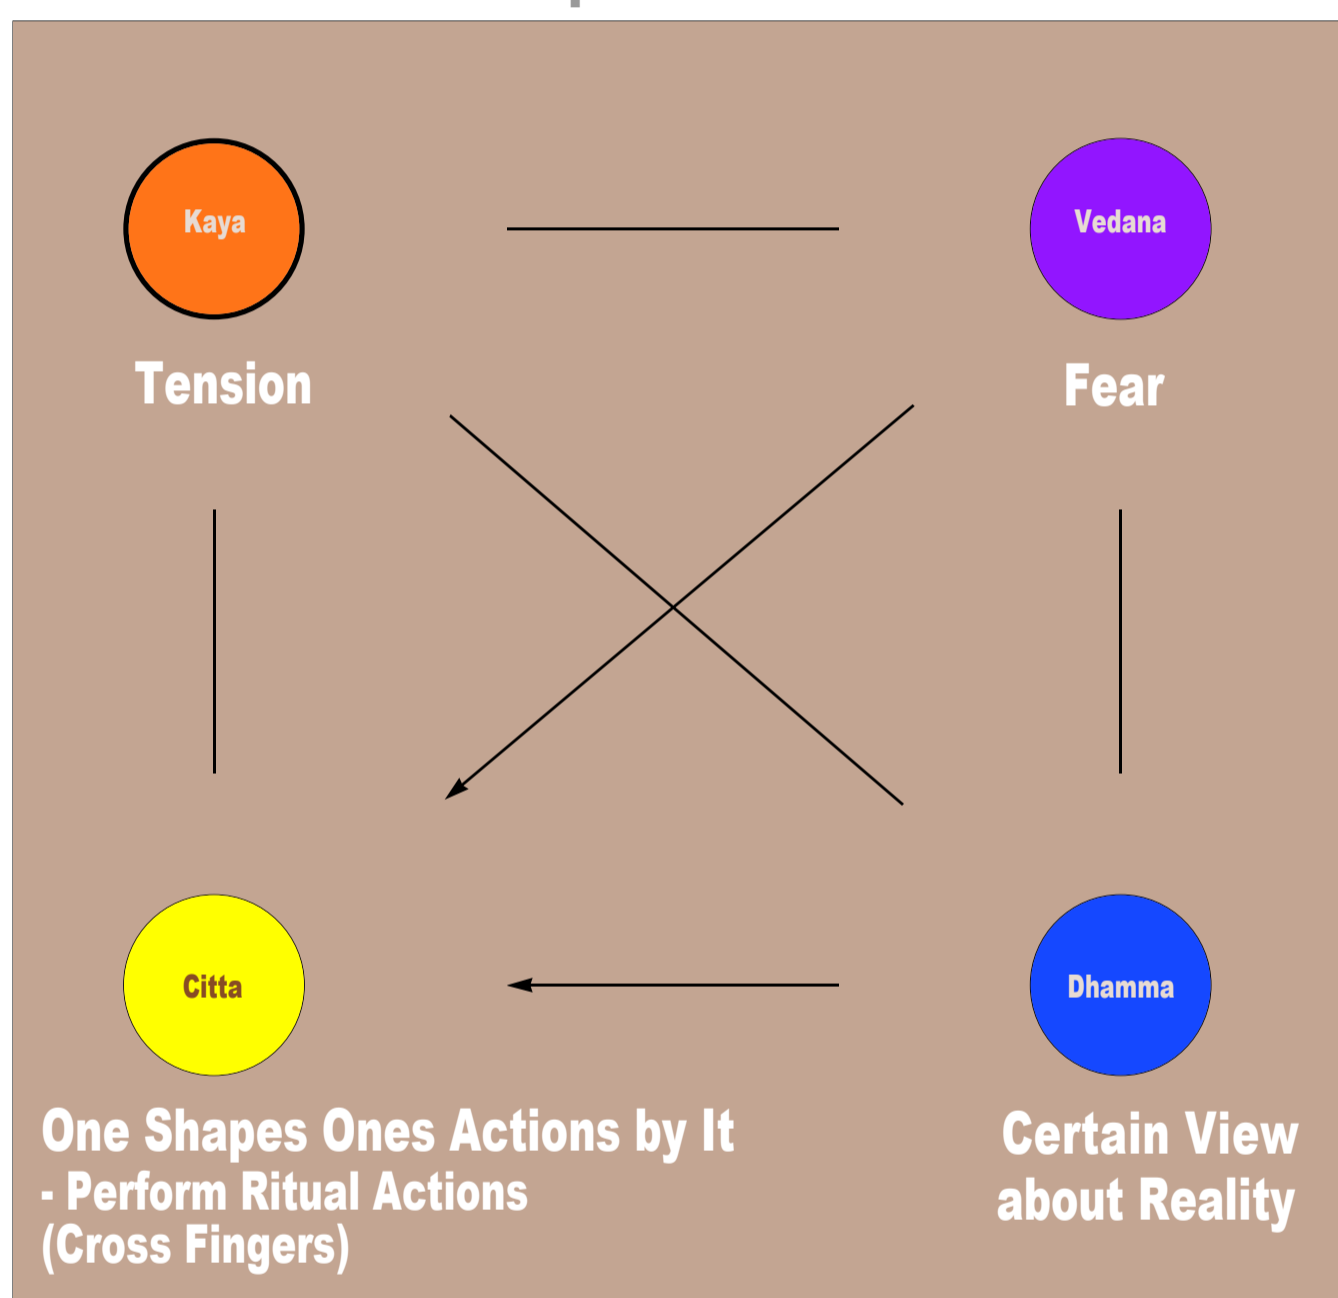 Kaya
Vedana
Tension
Fear
Citta
Dhamma
One Shapes Ones Actions by It
- Perform Ritual Actions
(Cross Fingers)
Certain View
about Reality